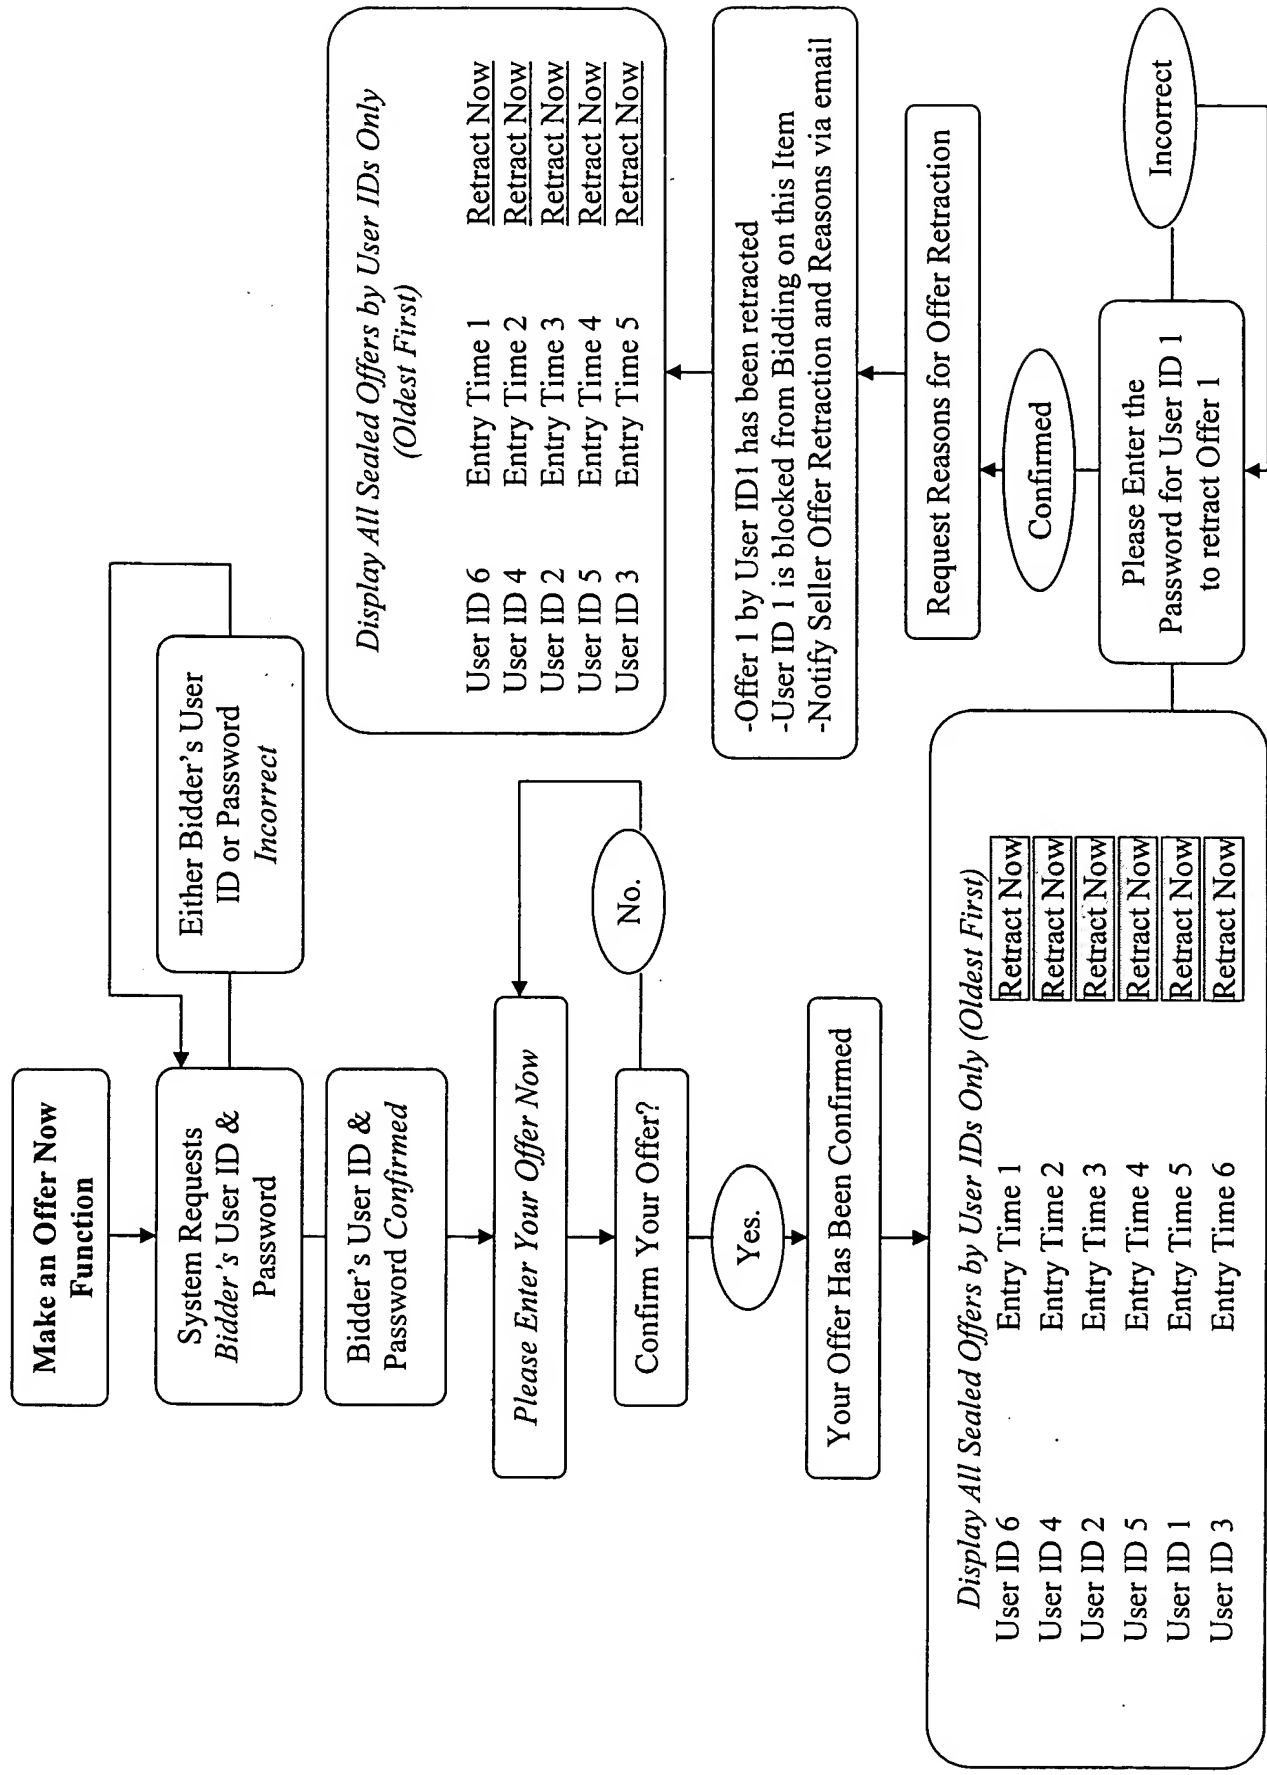 Make an Offer Now
Function
System Requests
Bidder's User ID &
Password
Either Bidder's User
ID or Password
Incorrect
Bidder's User ID &
Password Confirmed
Please Enter Your Offer Now
Confirm Your Offer?
No.
Yes.
Your Offer Has Been Confirmed
Display All Sealed Offers by User IDs Only (Oldest First)
User ID 6 Entry Time 1 Retract Now
User ID 4 Entry Time 2 Retract Now
User ID 2 Entry Time 3 Retract Now
User ID 5 Entry Time 4 Retract Now
User ID 1 Entry Time 5 Retract Now
User ID 3 Entry Time 6 Retract Now
Please Enter the
Password for User ID 1
to retract Offer 1
Incorrect
Confirmed
Request Reasons for Offer Retraction
-Offer 1 by User ID1 has been retracted
-User ID 1 is blocked from Bidding on this Item
-Notify Seller Offer Retraction and Reasons via email
Display All Sealed Offers by User IDs Only
(Oldest First)
User ID 6 Entry Time 1 Retract Now
User ID 4 Entry Time 2 Retract Now
User ID 2 Entry Time 3 Retract Now
User ID 5 Entry Time 4 Retract Now
User ID 3 Entry Time 5 Retract Now